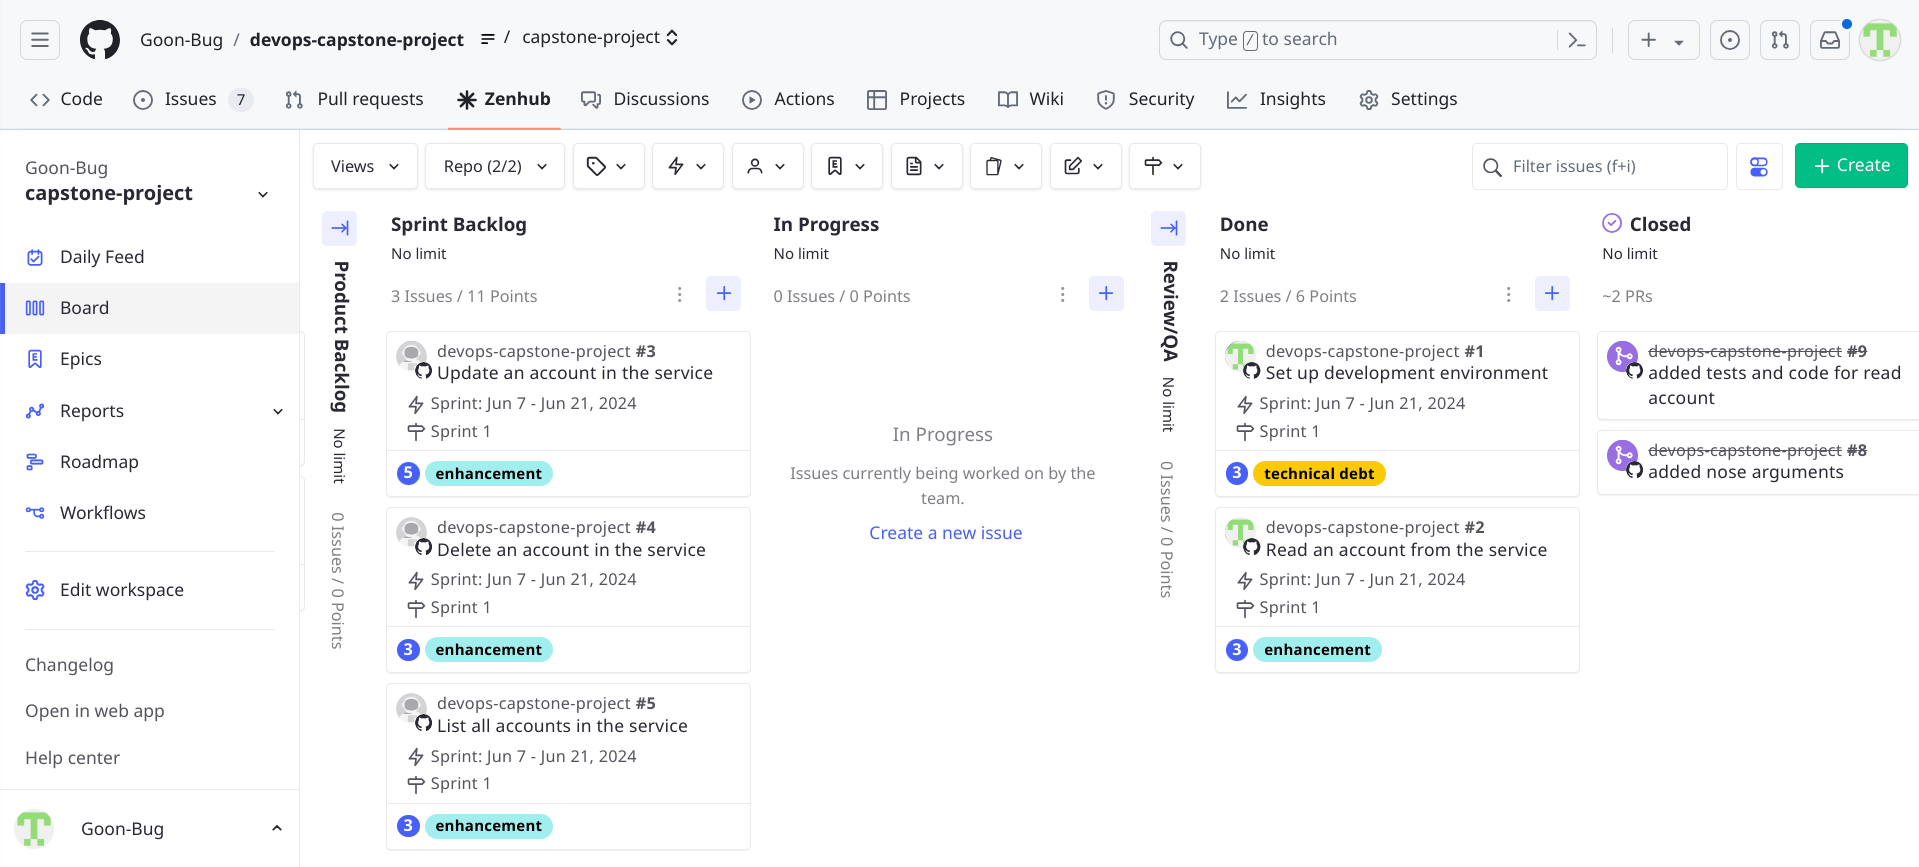 Goon-Bug / devops-capstone-project / capstone-project
Type / to search
Code
Issues 7
Pull requests
Zenhub
Discussions
Actions
Projects
Wiki
Security
Insights
Settings
Goon-Bug
capstone-project
Daily Feed
Board
Epics
Reports
Roadmap
Workflows
Edit workspace
Changelog
Open in web app
Help center
Goon-Bug
Views
Repo (2/2)
Filter issues (f+i)
Create
Product Backlog
No limit
0 Issues / 0 Points
Sprint Backlog
No limit
3 Issues / 11 Points
devops-capstone-project #3
Update an account in the service
Sprint: Jun 7 - Jun 21, 2024
Sprint 1
5 enhancement
devops-capstone-project #4
Delete an account in the service
Sprint: Jun 7 - Jun 21, 2024
Sprint 1
3 enhancement
devops-capstone-project #5
List all accounts in the service
Sprint: Jun 7 - Jun 21, 2024
Sprint 1
3 enhancement
In Progress
No limit
0 Issues / 0 Points
In Progress
Issues currently being worked on by the
team.
Create a new issue
Review/QA
No limit
0 Issues / 0 Points
Done
No limit
2 Issues / 6 Points
devops-capstone-project #1
Set up development environment
Sprint: Jun 7 - Jun 21, 2024
Sprint 1
3 technical debt
devops-capstone-project #2
Read an account from the service
Sprint: Jun 7 - Jun 21, 2024
Sprint 1
3 enhancement
Closed
No limit
~2 PRs
devops-capstone-project #9
added tests and code for read
account
devops-capstone-project #8
added nose arguments